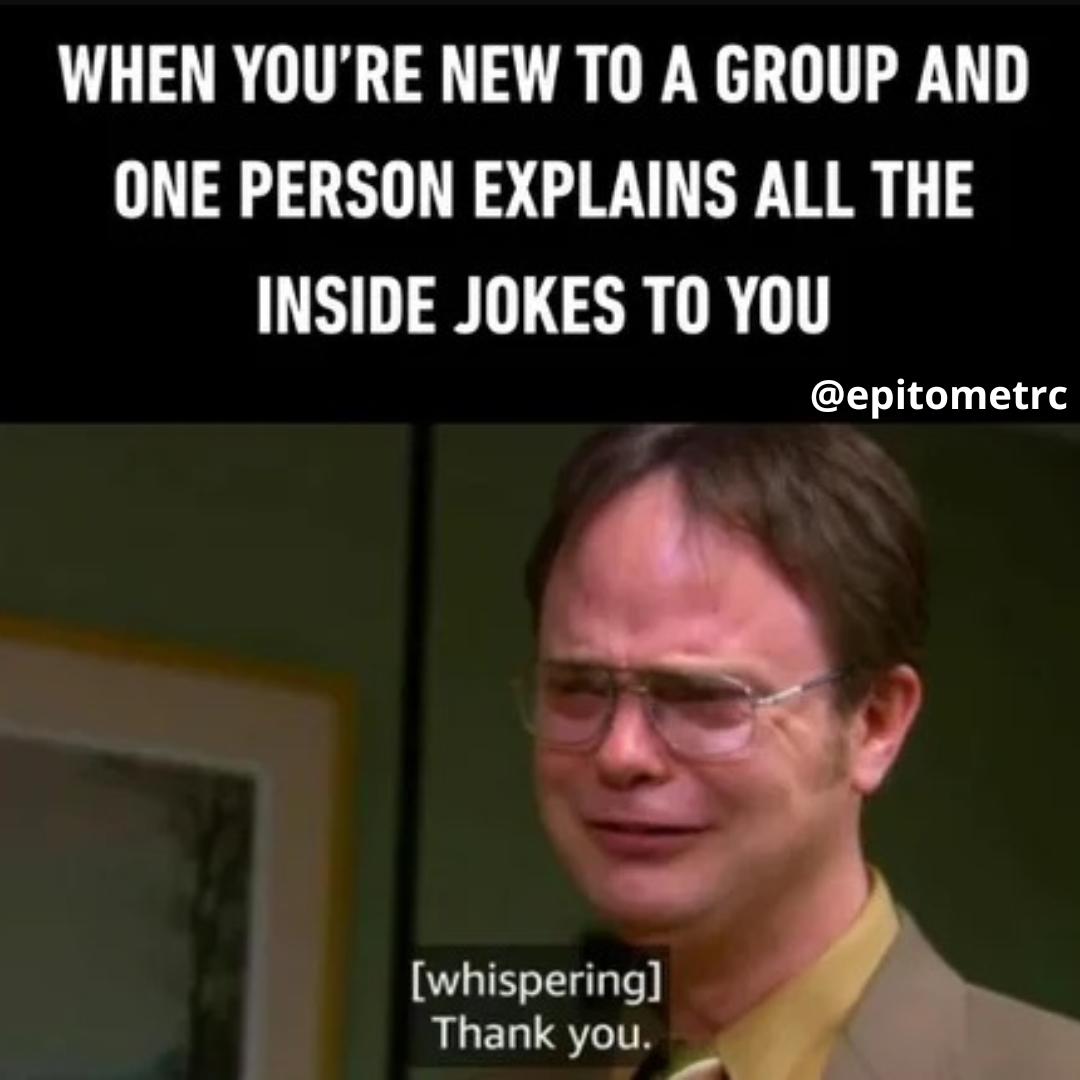 WHEN YOU'RE NEW TO A GROUP AND
ONE PERSON EXPLAINS ALL THE
INSIDE JOKES TO YOU
@epitometrc
[whispering]
Thank you.